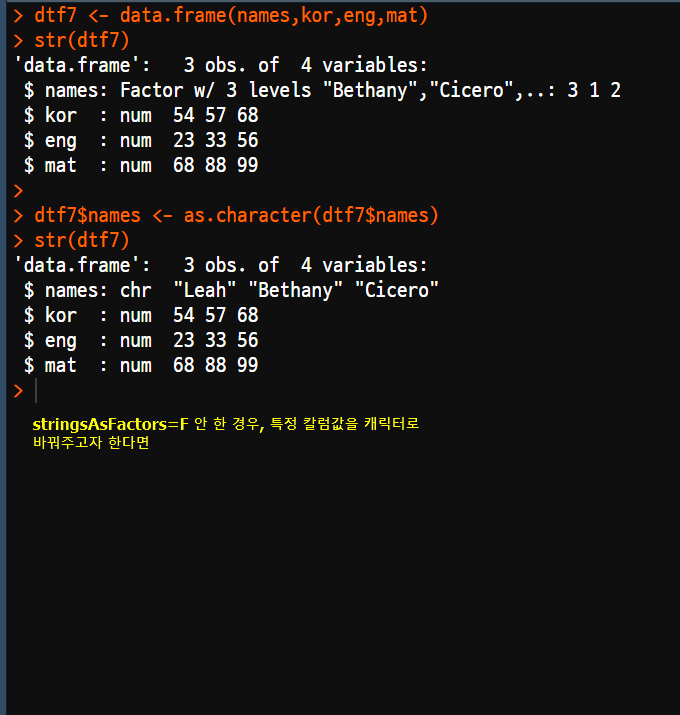 > dtf7 <- data.frame(names,kor,eng,mat)
> str(dtf7)
'data.frame':   3 obs. of  4 variables:
 $ names: Factor w/ 3 levels "Bethany","Cicero",..: 3 1 2
 $ kor  : num  54 57 68
 $ eng  : num  23 33 56
 $ mat  : num  68 88 99
>
> dtf7$names <- as.character(dtf7$names)
> str(dtf7)
'data.frame':   3 obs. of  4 variables:
 $ names: chr  "Leah" "Bethany" "Cicero"
 $ kor  : num  54 57 68
 $ eng  : num  23 33 56
 $ mat  : num  68 88 99
>
stringsAsFactors=F 안 한 경우, 특정 칼럼값을 캐릭터로
바꿔주고자 한다면